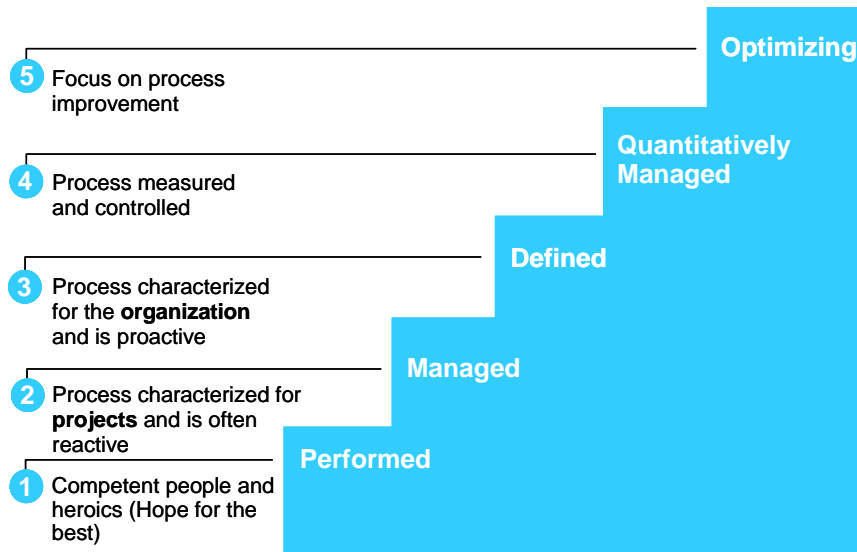 Optimizing
5
Focus on process
improvement
Quantitatively
Managed
4
Process measured
and controlled
Defined
3
Process characterized
for the organization
and is proactive
Managed
2
Process characterized for
projects and is often
reactive
Performed
1
Competent people and
heroics (Hope for the
best)